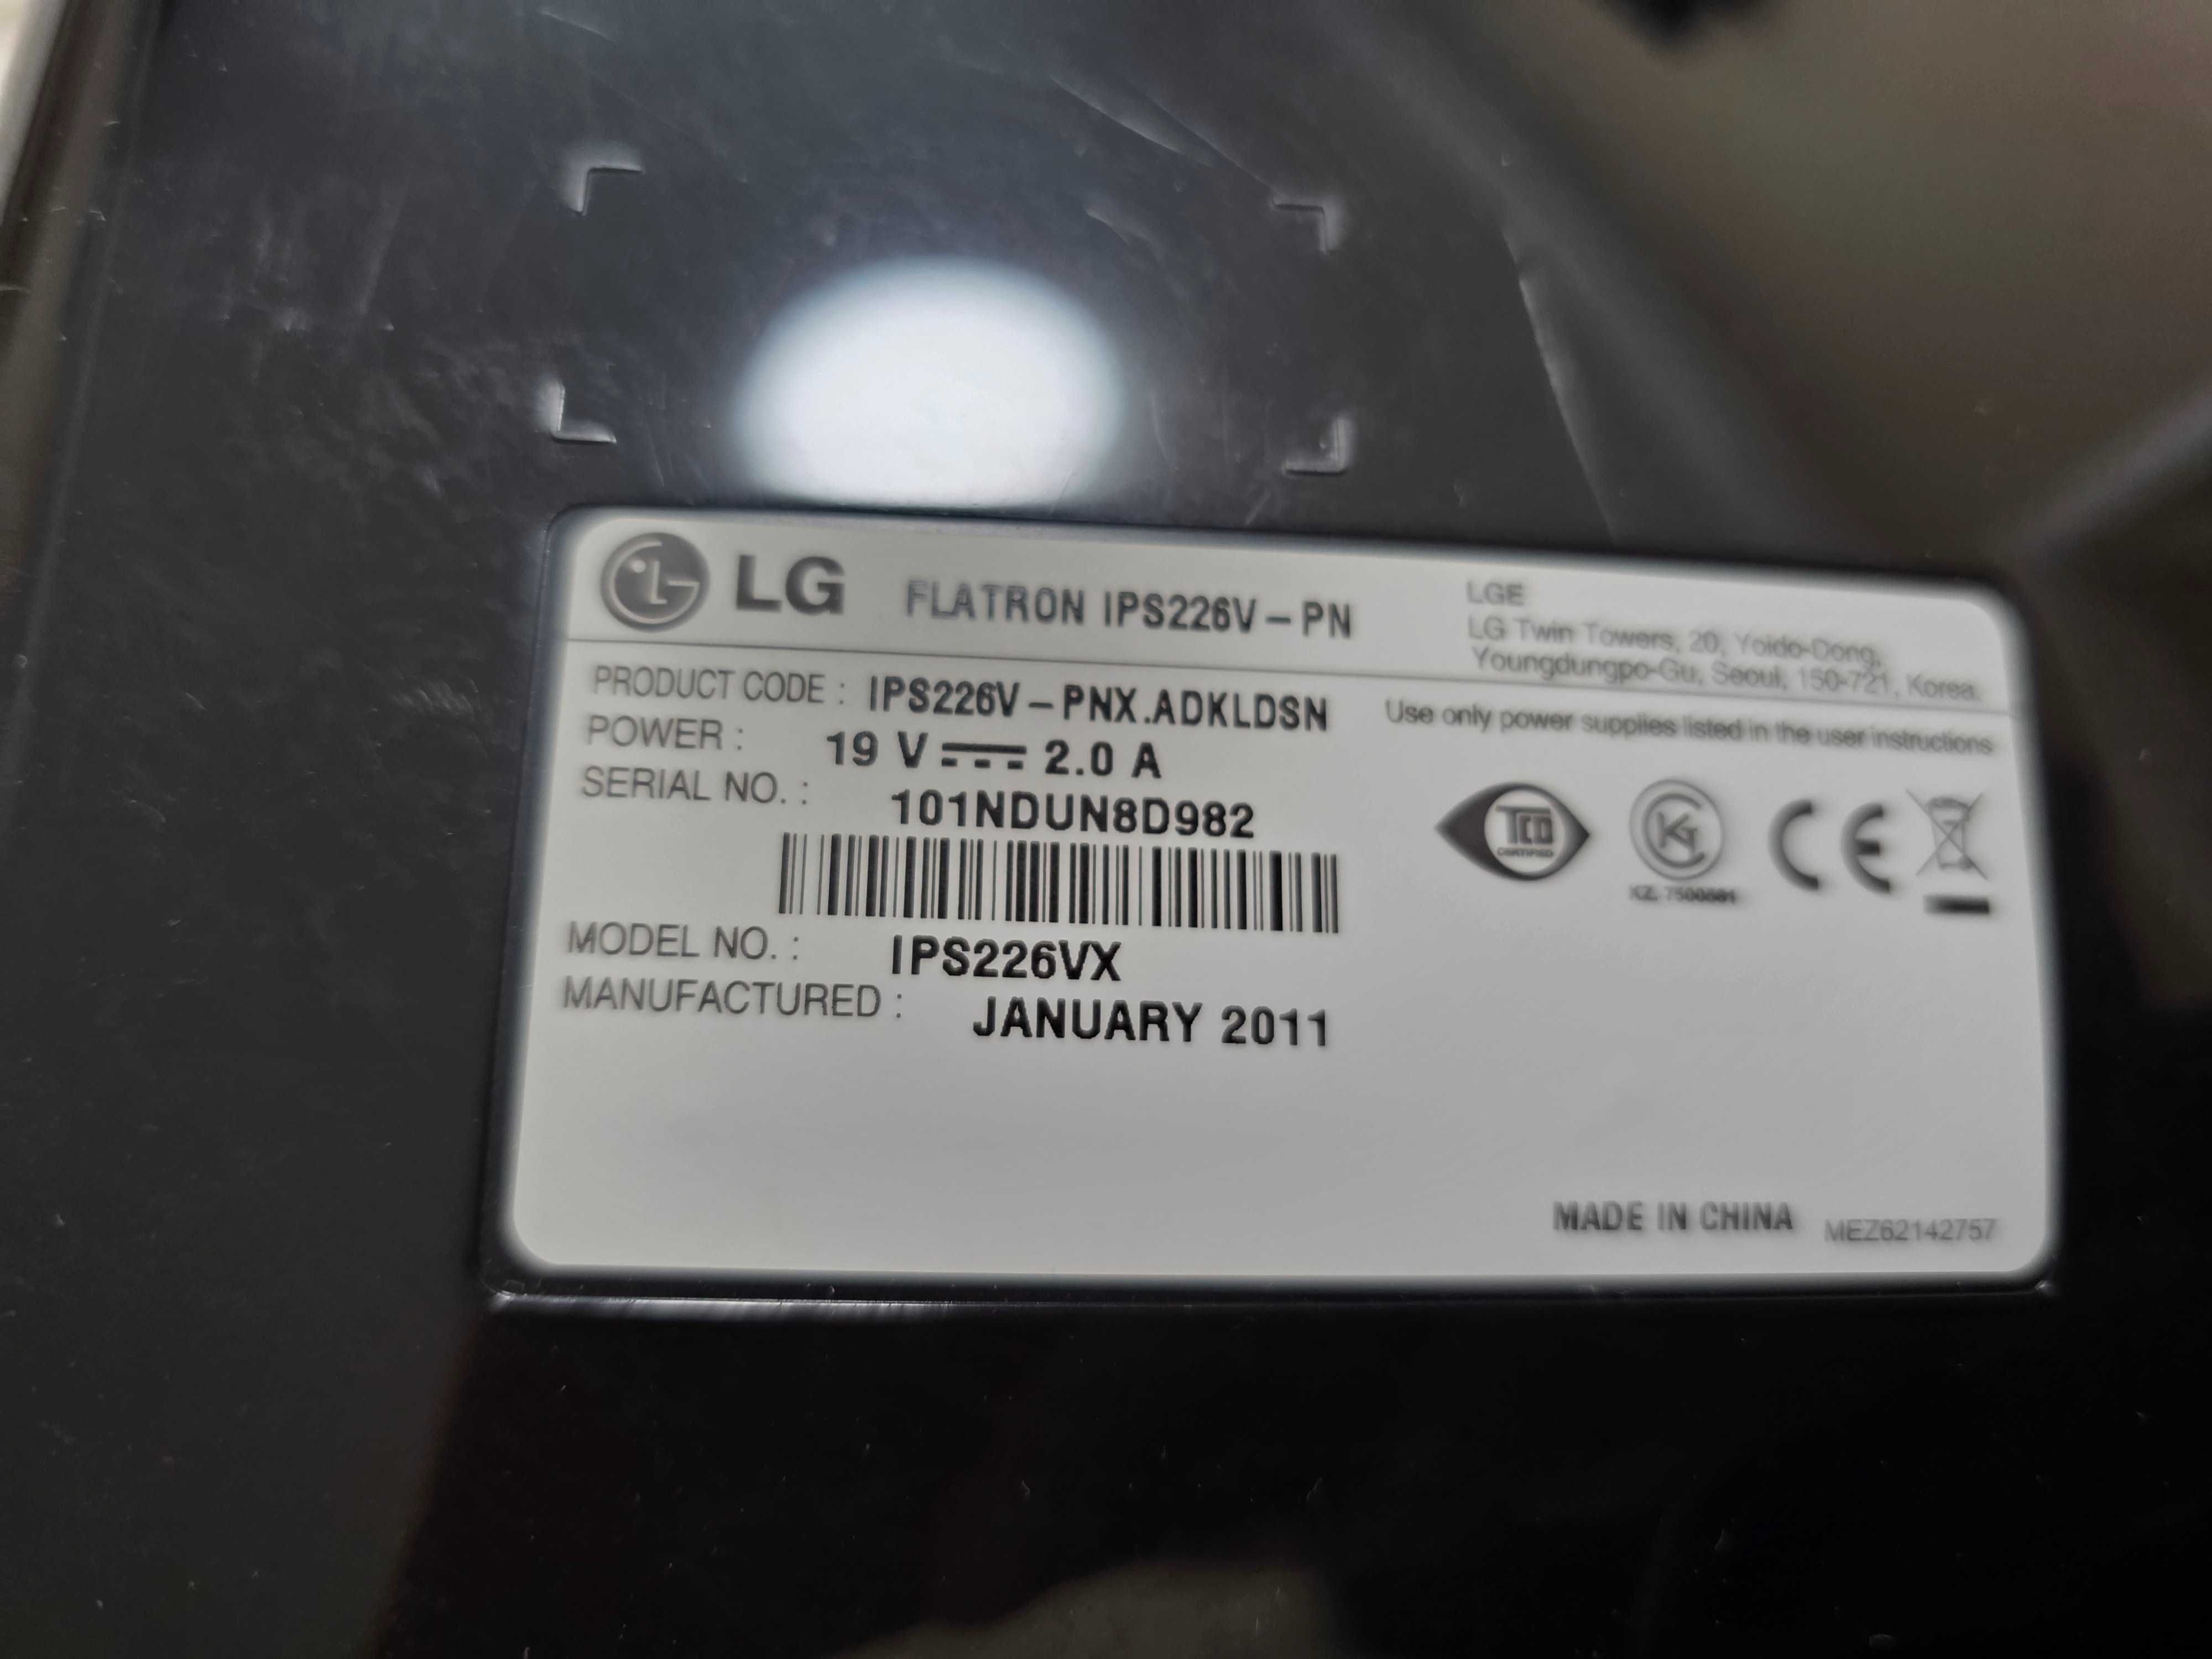 LG FLATRON IPS226V-PN
LGE
LG Twin Towers, 20, Yoido-Dong,
Youngdungpo-Gu, Seoul, 150-721, Korea.
PRODUCT CODE : IPS226V-PNX.ADKLDSN
Use only power supplies listed in the user instructions
POWER : 19 V 2.0 A
SERIAL NO. : 101NDUN8D982
TCO
CERTIFIED
CE
MODEL NO. : IPS226VX
MANUFACTURED : JANUARY 2011
MADE IN CHINA MEZ62142757